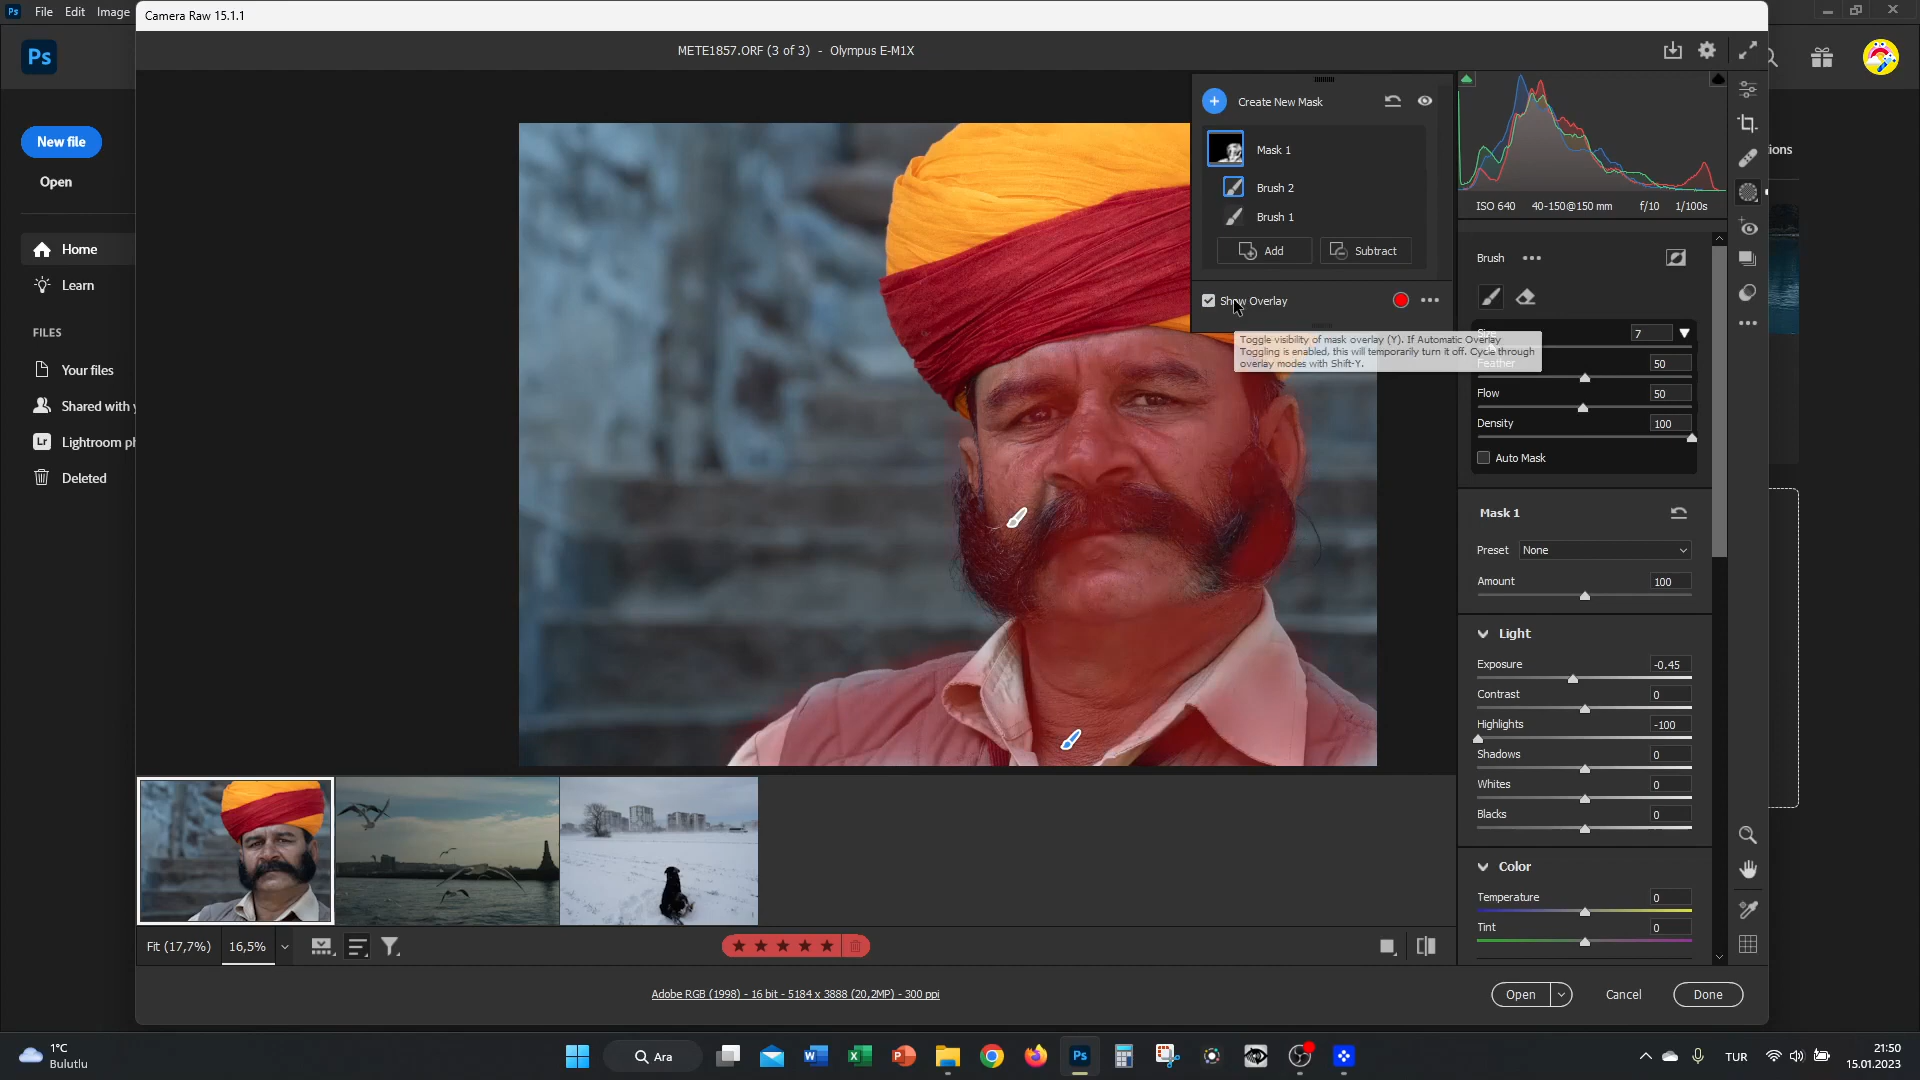 Ps
File
Edit
Image
Camera Raw 15.1.1
METE1857.ORF (3 of 3) - Olympus E-M1X
Ps
New file
Open
Home
Learn
FILES
Your files
Shared with y
Lr
Lightroom ph
Deleted
Create New Mask
Mask 1
Brush 2
Brush 1
Add
Subtract
Show Overlay
Toggle visibility of mask overlay (Y). If Automatic Overlay
Toggling is enabled, this will temporarily turn it off. Cycle through
overlay modes with Shift-Y.
ISO 640 40-150@150 mm f/10 1/100s
ions
Brush
Size 7
Feather 50
Flow 50
Density 100
Auto Mask
Mask 1
Preset None
Amount 100
Light
Exposure -0.45
Contrast 0
Highlights -100
Shadows 0
Whites 0
Blacks 0
Color
Temperature 0
Tint 0
Fit (17,7%) 16,5%
Adobe RGB (1998) - 16 bit - 5184 x 3888 (20,2MP) - 300 ppi
Open
Cancel
Done
1°C
Bulutlu
Ara
Ps
TUR
21:50
15.01.2023